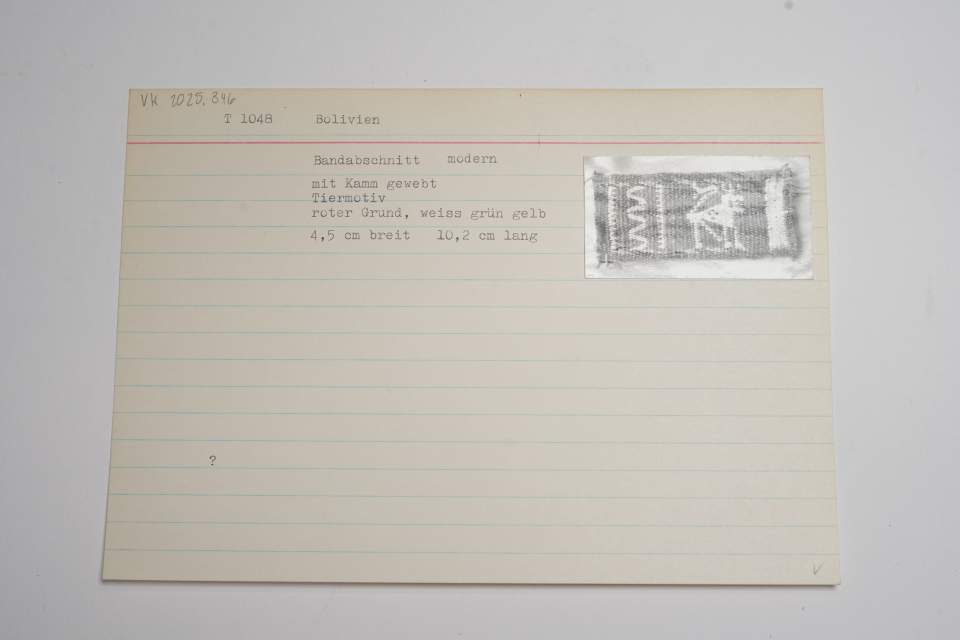 VK 2025, 846
T 1048 Bolivien
Bandabschnitt modern
mit Kamm gewebt
Tiermotiv
roter Grund, weiss grün gelb
4,5 cm breit 10,2 cm lang
?
V